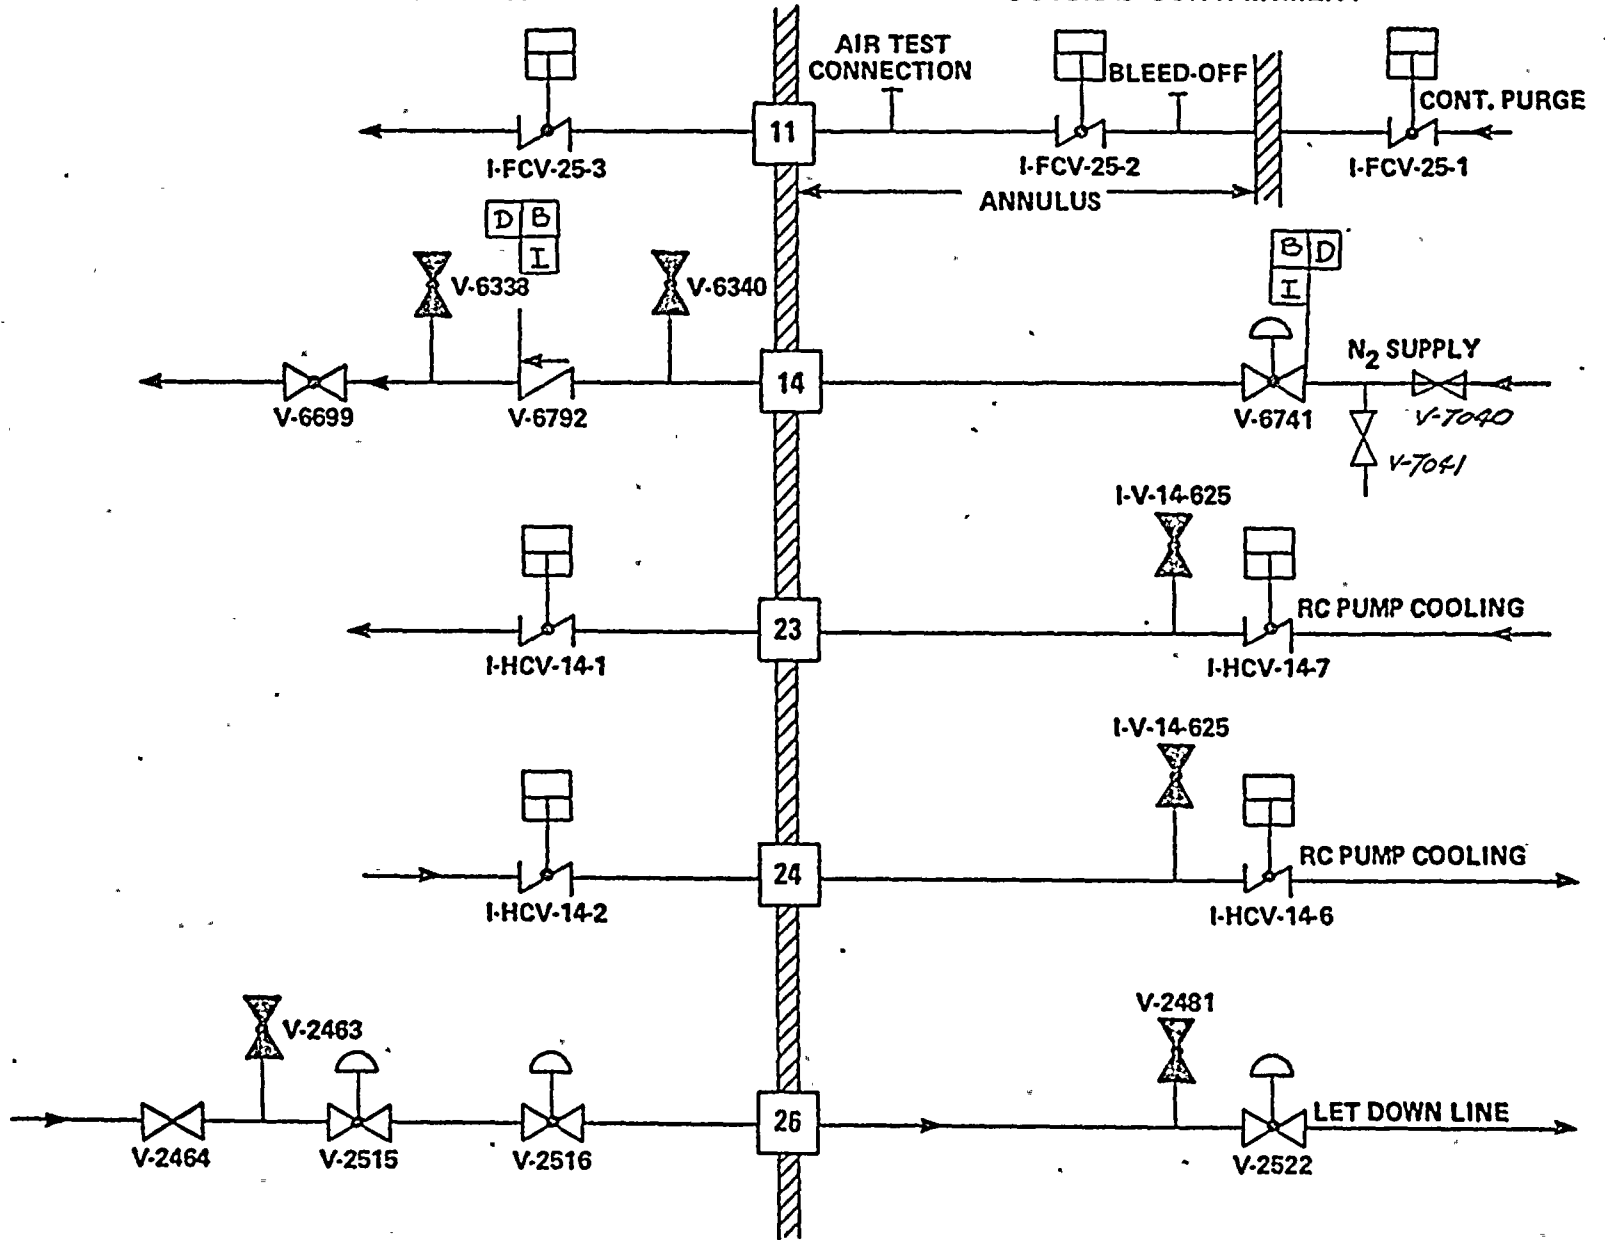 AIR TEST
CONNECTION
BLEED-OFF
CONT. PURGE
11
I-FCV-25-3
I-FCV-25-2
I-FCV-25-1
ANNULUS
D B
I
B D
I
V-6338
V-6340
N2 SUPPLY
14
V-6699
V-6792
V-6741
V-7040
V-7041
I-V-14-625
23
RC PUMP COOLING
I-HCV-14-1
I-HCV-14-7
I-V-14-625
24
RC PUMP COOLING
I-HCV-14-2
I-HCV-14-6
V-2463
V-2481
26
LET DOWN LINE
V-2464
V-2515
V-2516
V-2522